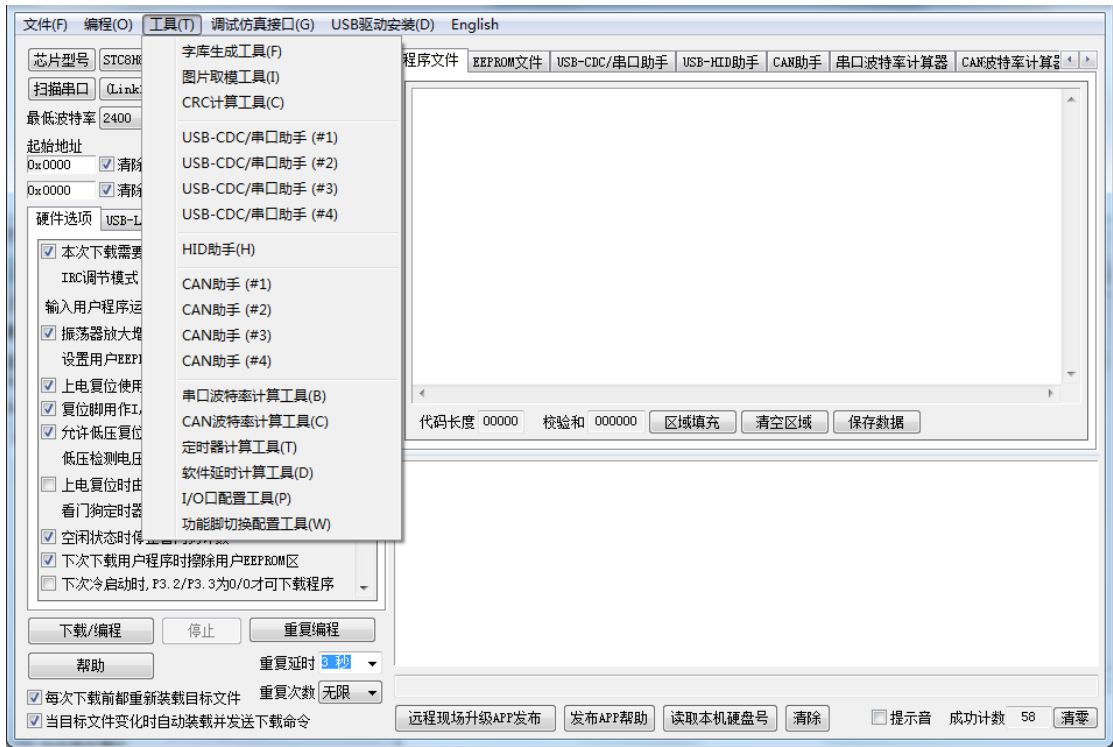 文件(F) 编程(O) 工具(T) 调试仿真接口(G) USB驱动安装(D) English
芯片型号 STC8H
扫描串口
最低波特率 2400
起始地址
0x0000 清除
0x0000 清除
硬件选项 USB-L
本次下载需要
IRC调节模式
输入用户程序运
振荡器放大增
设置用户EEP
上电复位使用
复位脚用作I/
允许低压复位
低压检测电压
上电复位时由
看门狗定时器
空闲状态时停
下次下载用户程序时擦除用户EEPROM区
下次冷启动时,P3.2/P3.3为0/0才可下载程序
字库生成工具(F)
图片取模工具(I)
CRC计算工具(C)
USB-CDC/串口助手 (#1)
USB-CDC/串口助手 (#2)
USB-CDC/串口助手 (#3)
USB-CDC/串口助手 (#4)
HID助手(H)
CAN助手 (#1)
CAN助手 (#2)
CAN助手 (#3)
CAN助手 (#4)
串口波特率计算工具(B)
CAN波特率计算工具(C)
定时器计算工具(T)
软件延时计算工具(D)
I/O口配置工具(P)
功能脚切换配置工具(W)
程序文件 EEPROM文件 USB-CDC/串口助手 USB-HID助手 CAN助手 串口波特率计算器 CAN波特率计算器
代码长度 00000 校验和 000000 区域填充 清空区域 保存数据
下载/编程 停止 重复编程
帮助 重复延时 3 秒
每次下载前都重新装载目标文件 重复次数 无限
当目标文件变化时自动装载并发送下载命令
远程现场升级APP发布 发布APP帮助 读取本机硬盘号 清除 提示音 成功计数 58 清零